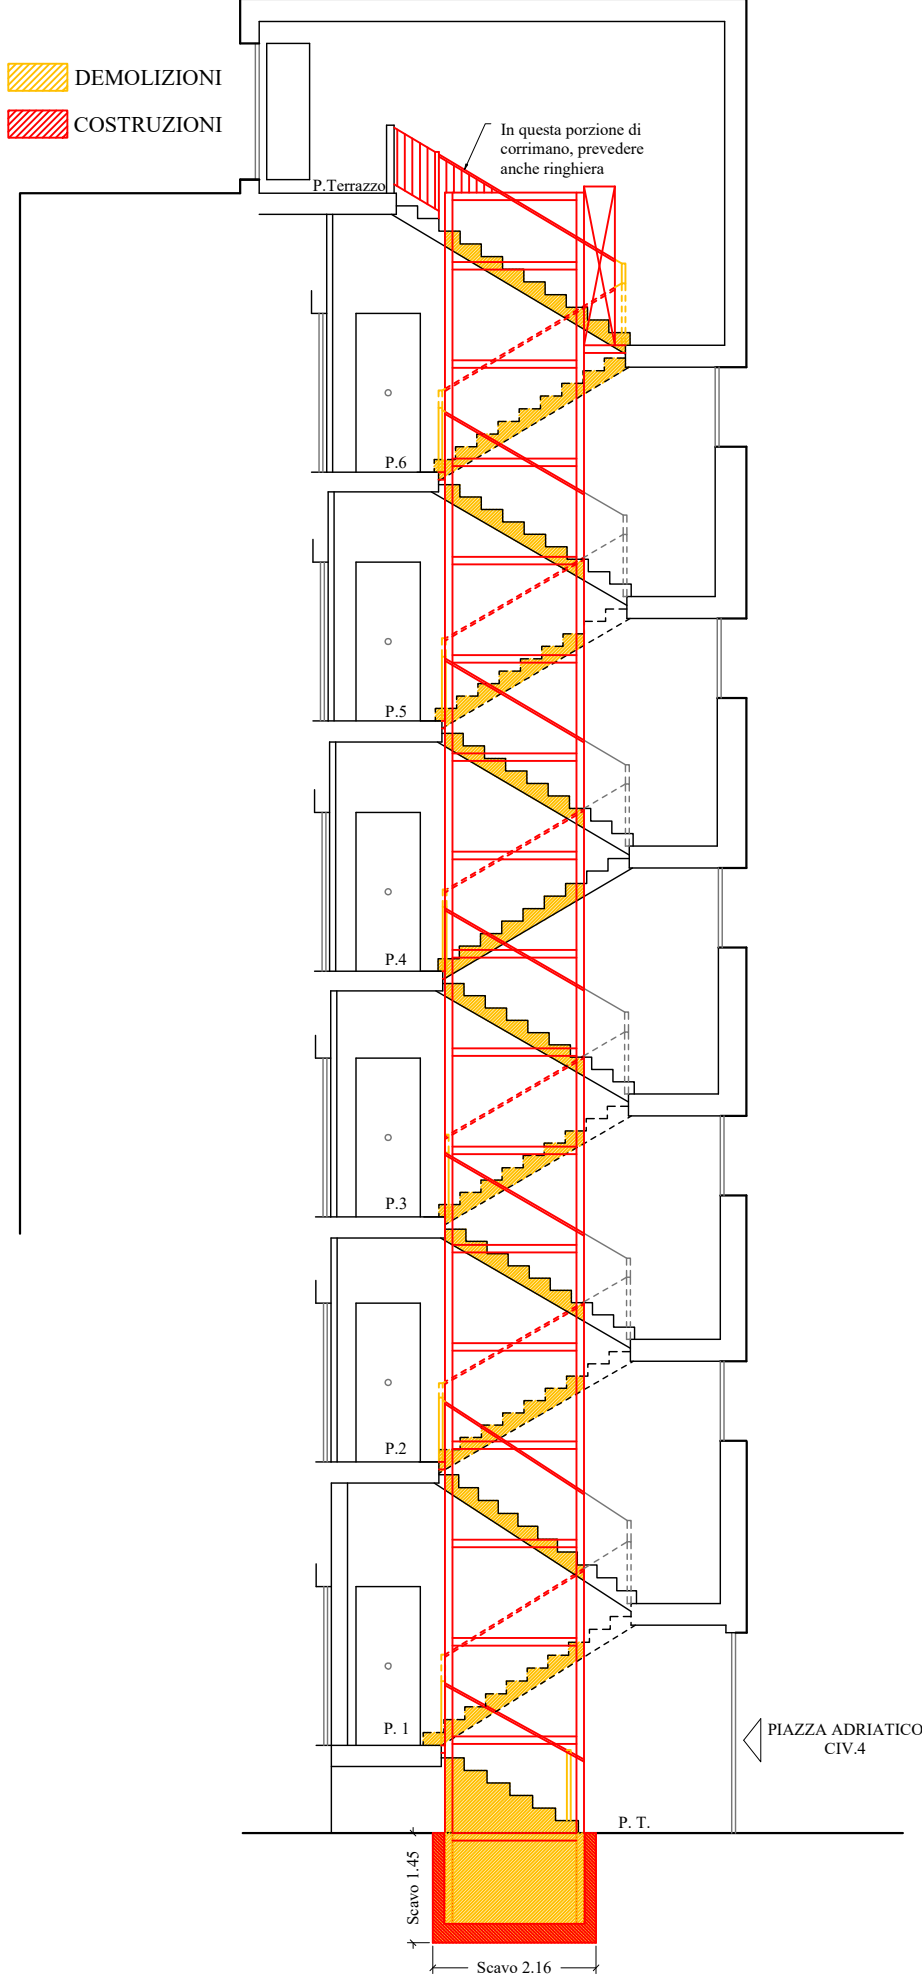 DEMOLIZIONI
COSTRUZIONI
In questa porzione di
corrimano, prevedere
anche ringhiera
P.Terrazzo
P.6
P.5
P.4
P.3
P.2
P. 1
PIAZZA ADRIATICO
CIV.4
P. T.
Scavo 1.45
Scavo 2.16